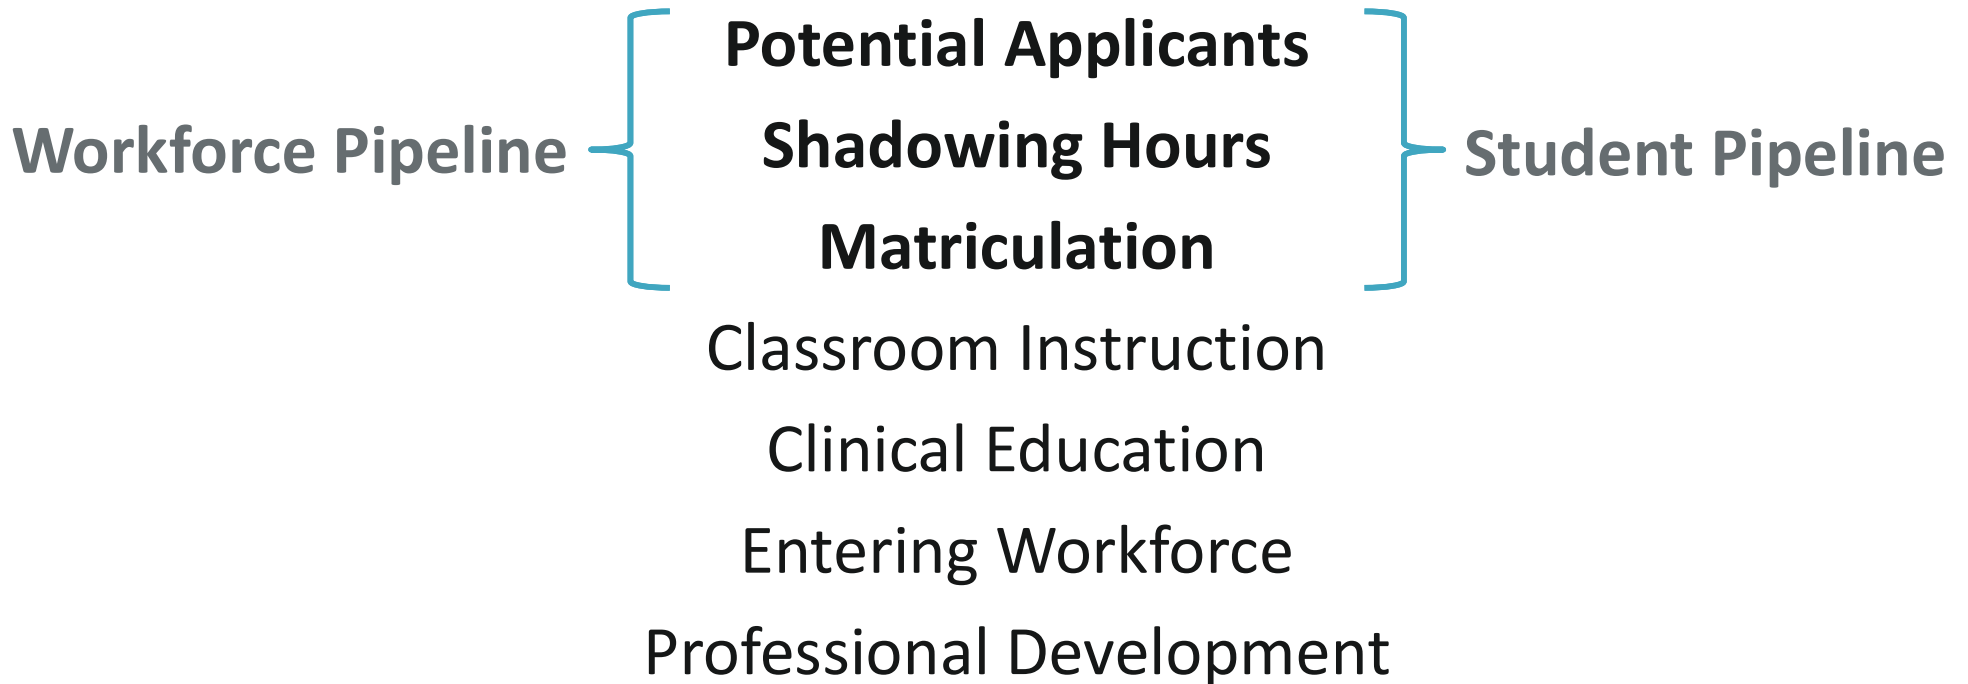 Potential Applicants
Workforce Pipeline
Shadowing Hours
Student Pipeline
Matriculation
Classroom Instruction
Clinical Education
Entering Workforce
Professional Development